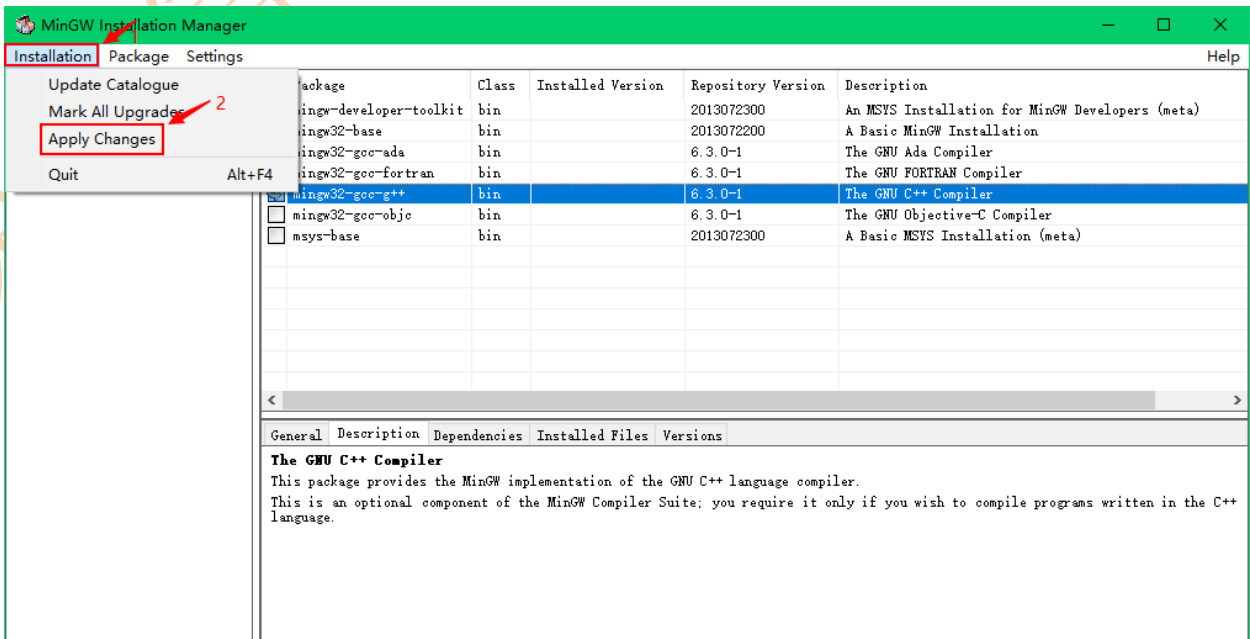 MinGW Installation Manager
Installation Package Settings Help
Update Catalogue
Mark All Upgrades
2
Apply Changes
Quit Alt+F4
ackage Class Installed Version Repository Version Description
ingw-developer-toolkit bin 2013072300 An MSYS Installation for MinGW Developers (meta)
ingw32-base bin 2013072200 A Basic MinGW Installation
ingw32-gcc-ada bin 6.3.0-1 The GNU Ada Compiler
ingw32-gcc-fortran bin 6.3.0-1 The GNU FORTRAN Compiler
mingw32-gcc-g++ bin 6.3.0-1 The GNU C++ Compiler
mingw32-gcc-objc bin 6.3.0-1 The GNU Objective-C Compiler
msys-base bin 2013072300 A Basic MSYS Installation (meta)
General Description Dependencies Installed Files Versions
The GNU C++ Compiler
This package provides the MinGW implementation of the GNU C++ language compiler.
This is an optional component of the MinGW Compiler Suite; you require it only if you wish to compile programs written in the C++
language.